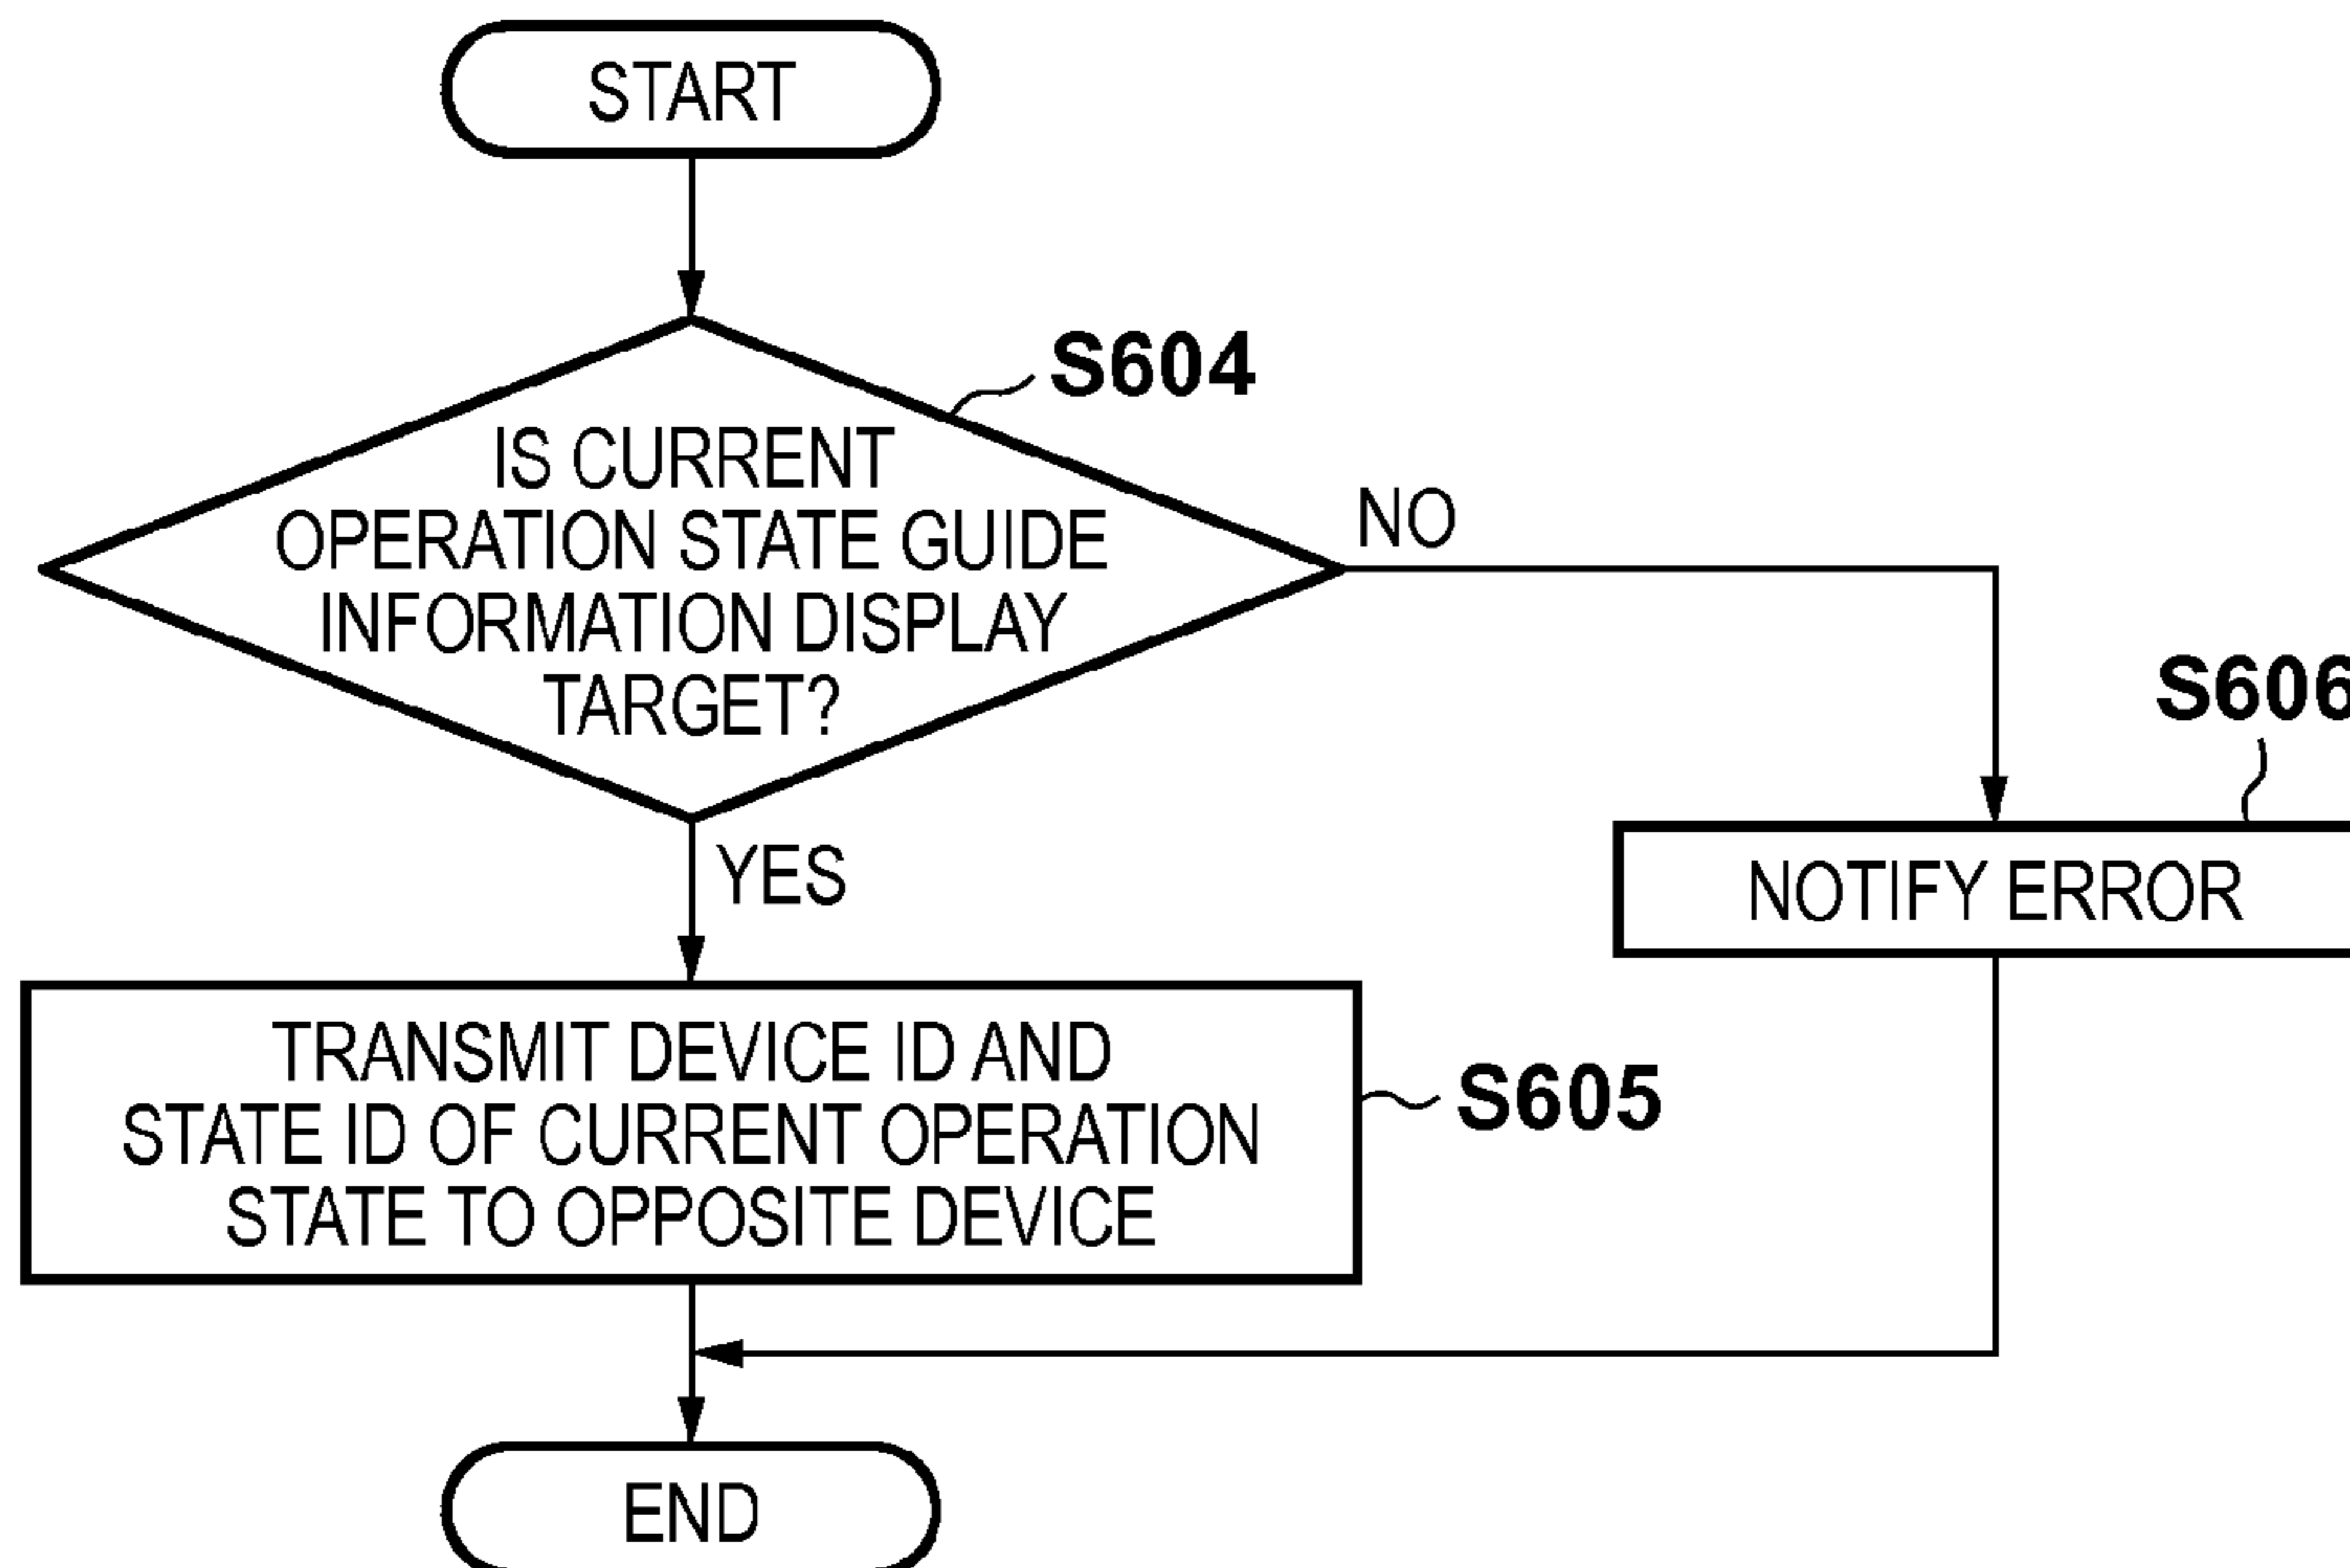 START
S604
IS CURRENT
OPERATION STATE GUIDE
INFORMATION DISPLAY
TARGET?
NO
S606
YES
NOTIFY ERROR
TRANSMIT DEVICE ID AND
STATE ID OF CURRENT OPERATION
STATE TO OPPOSITE DEVICE
S605
END